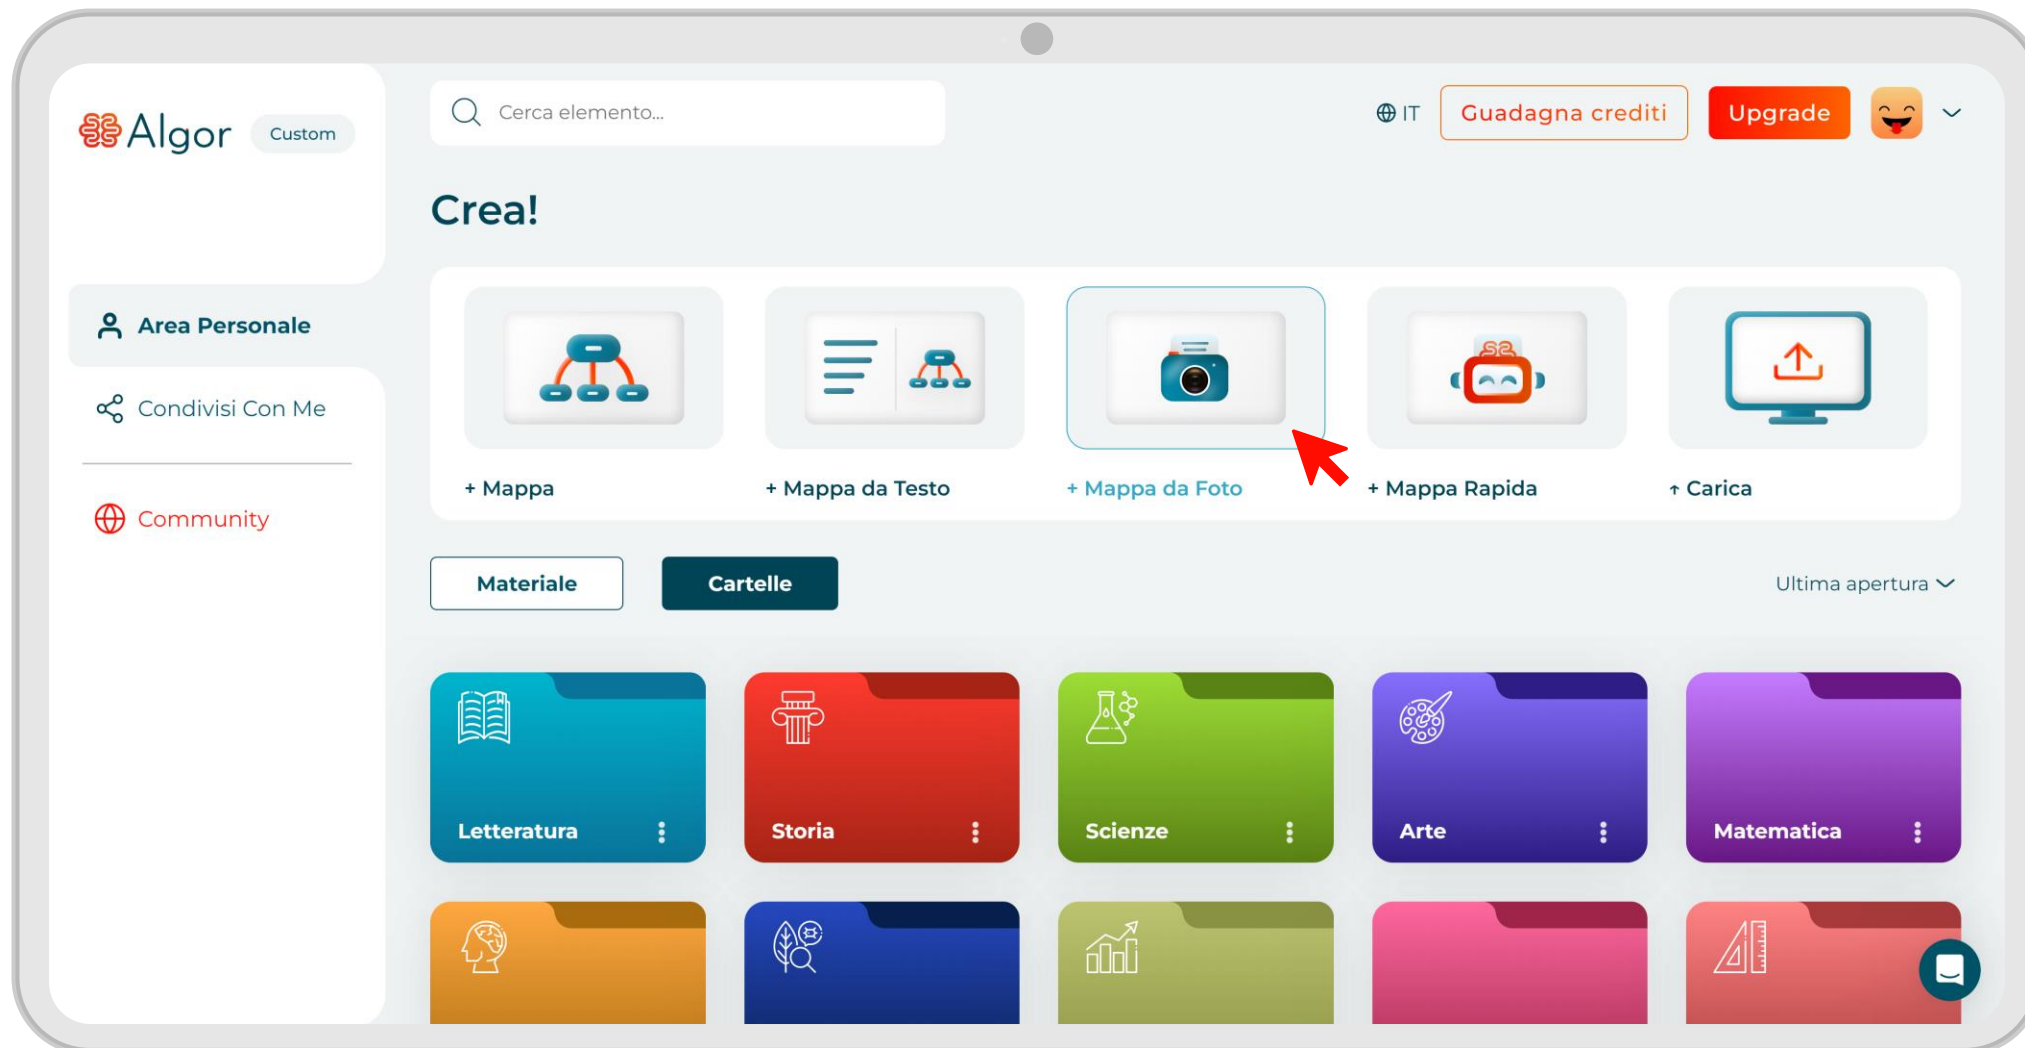 Algor
Custom
Cerca elemento...
IT
Guadagna crediti
Upgrade
Crea!
Area Personale
Condivisi Con Me
Community
+ Mappa
+ Mappa da Testo
+ Mappa da Foto
+ Mappa Rapida
↑ Carica
Materiale
Cartelle
Ultima apertura
Letteratura
Storia
Scienze
Arte
Matematica